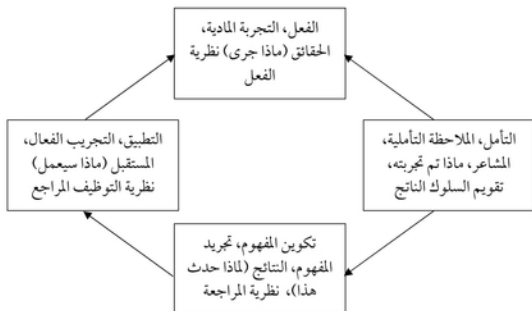 الفعل، التجربة المادية،
الحقائق (ماذا جرى) نظرية
الفعل
التأمل، الملاحظة التأملية،
المشاعر، ماذا تم تجربته،
تقويم السلوك الناتج
التطبيق، التجريب الفعال،
المستقبل (ماذا سيعمل)
نظرية التوظيف المراجع
تكوين المفهوم، تجريد
المفهوم، النتائج (لماذا حدث
هذا)، نظرية المراجعة